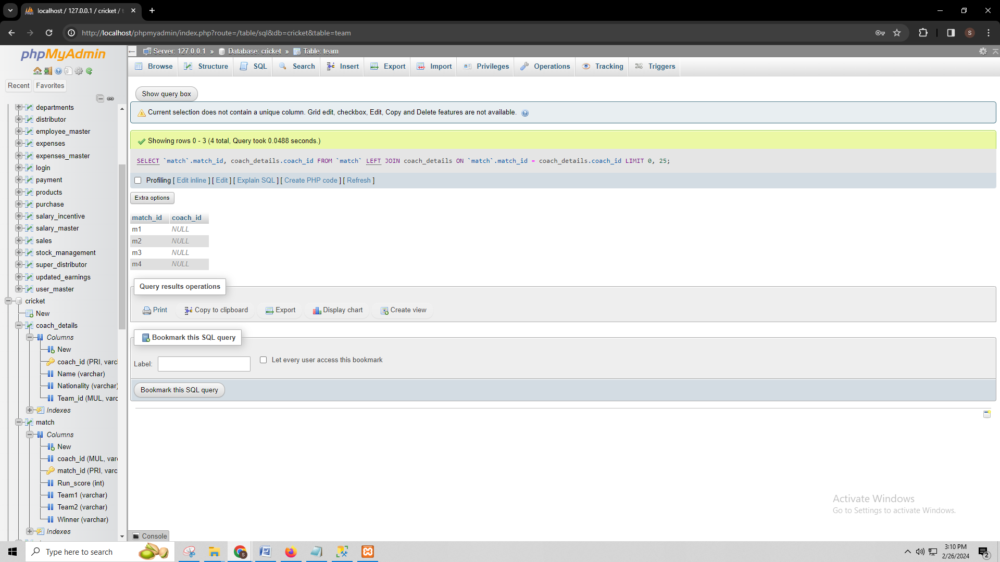 localhost / 127.0.0.1 / cricket / t
http://localhost/phpmyadmin/index.php?route=/table/sql&db=cricket&table=team
S
phpMyAdmin
Recent
Favorites
departments
distributor
employee_master
expenses
expenses_master
login
payment
products
purchase
salary_incentive
salary_master
sales
stock_management
super_distributor
updated_earnings
user_master
cricket
New
coach_details
Columns
New
coach_id (PRI, varc
Name (varchar)
Nationality (varchar)
Team_id (MUL, varc
Indexes
match
Columns
New
coach_id (MUL, varc
match_id (PRI, varc
Run_score (int)
Team1 (varchar)
Team2 (varchar)
Winner (varchar)
Indexes
Server: 127.0.0.1 » Database: cricket » Table: team
Browse Structure SQL Search Insert Export Import Privileges Operations Tracking Triggers
Show query box
Current selection does not contain a unique column. Grid edit, checkbox, Edit, Copy and Delete features are not available.
Showing rows 0 - 3 (4 total, Query took 0.0488 seconds.)
SELECT `match`.match_id, coach_details.coach_id FROM `match` LEFT JOIN coach_details ON `match`.match_id = coach_details.coach_id LIMIT 0, 25;
Profiling [ Edit inline ] [ Edit ] [ Explain SQL ] [ Create PHP code ] [ Refresh ]
Extra options
match_id coach_id
m1 NULL
m2 NULL
m3 NULL
m4 NULL
Query results operations
Print Copy to clipboard Export Display chart Create view
Bookmark this SQL query
Label: Let every user access this bookmark
Bookmark this SQL query
Activate Windows
Go to Settings to activate Windows.
Console
Type here to search
S
W
3:10 PM
2/26/2024
2